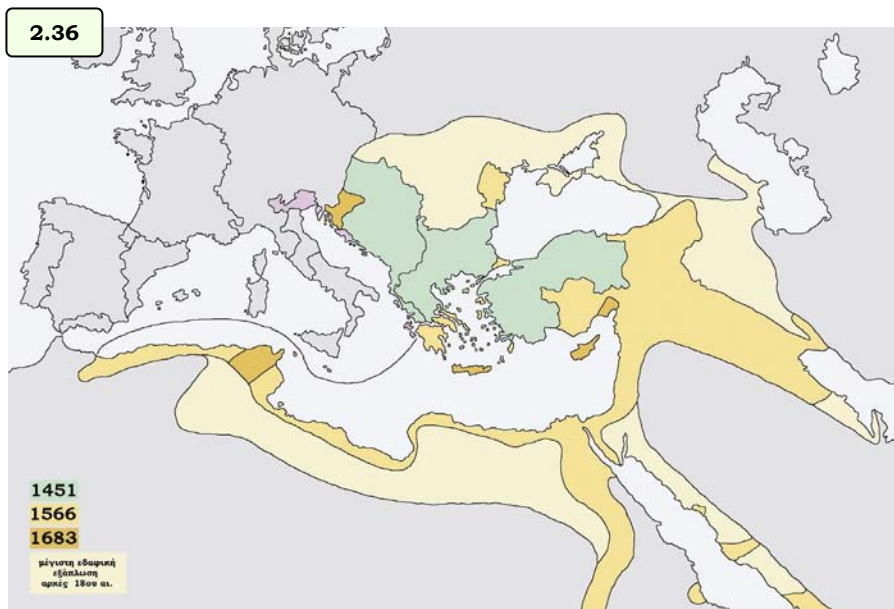 2.36
1451
1566
1683
μέγιστη εδαφική
εξάπλωση
αρχές 18ου αι.